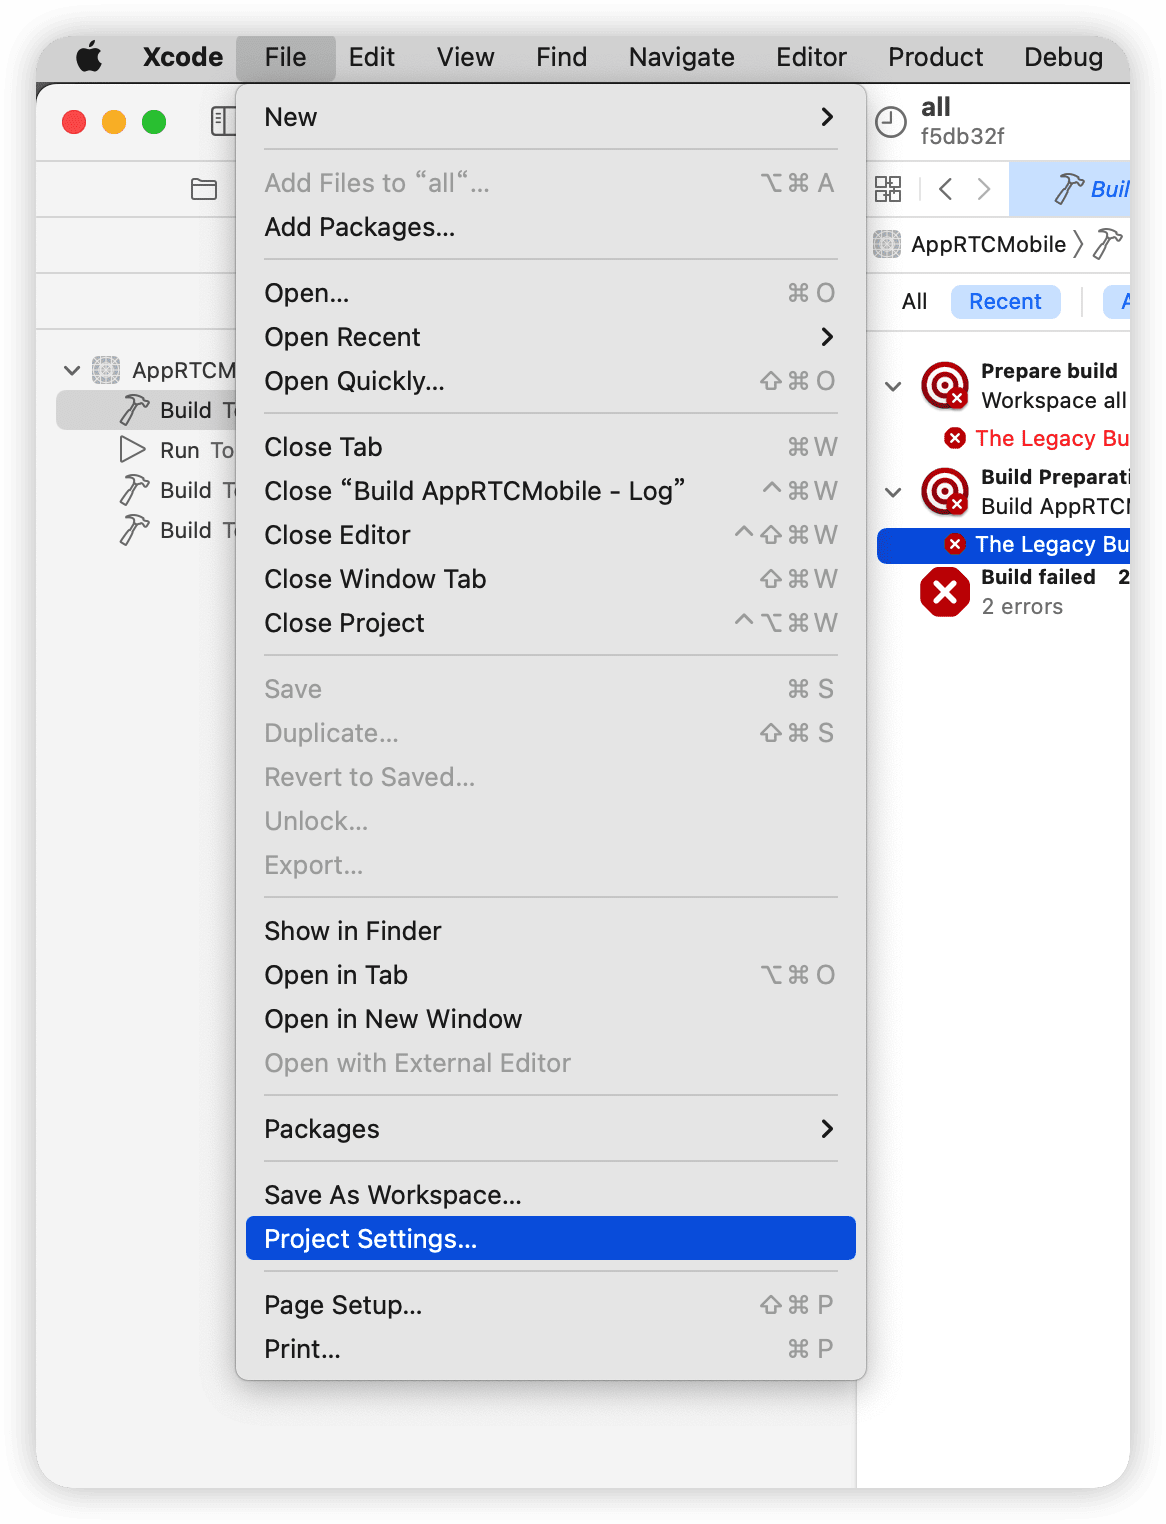 Xcode File Edit View Find Navigate Editor Product Debug
all
f5db32f
New
Add Files to “all“...  ⌥⌘ A
Add Packages...
Open...  ⌘ O
Open Recent
Open Quickly...  ⇧⌘ O
Close Tab  ⌘W
Close “Build AppRTCMobile - Log”  ^⌘W
Close Editor  ^⇧⌘W
Close Window Tab  ⇧⌘W
Close Project  ^⌥⌘W
Save  ⌘ S
Duplicate...  ⇧⌘ S
Revert to Saved...
Unlock...
Export...
Show in Finder
Open in Tab  ⌥⌘ O
Open in New Window
Open with External Editor
Packages
Save As Workspace...
Project Settings...
Page Setup...  ⇧⌘ P
Print...  ⌘ P
AppRTCM
Build
Run To
Build
Build
Buil
AppRTCMobile
All Recent
Prepare build
Workspace all
The Legacy Bu
Build Preparati
Build AppRTCM
The Legacy Bu
Build failed 2
2 errors